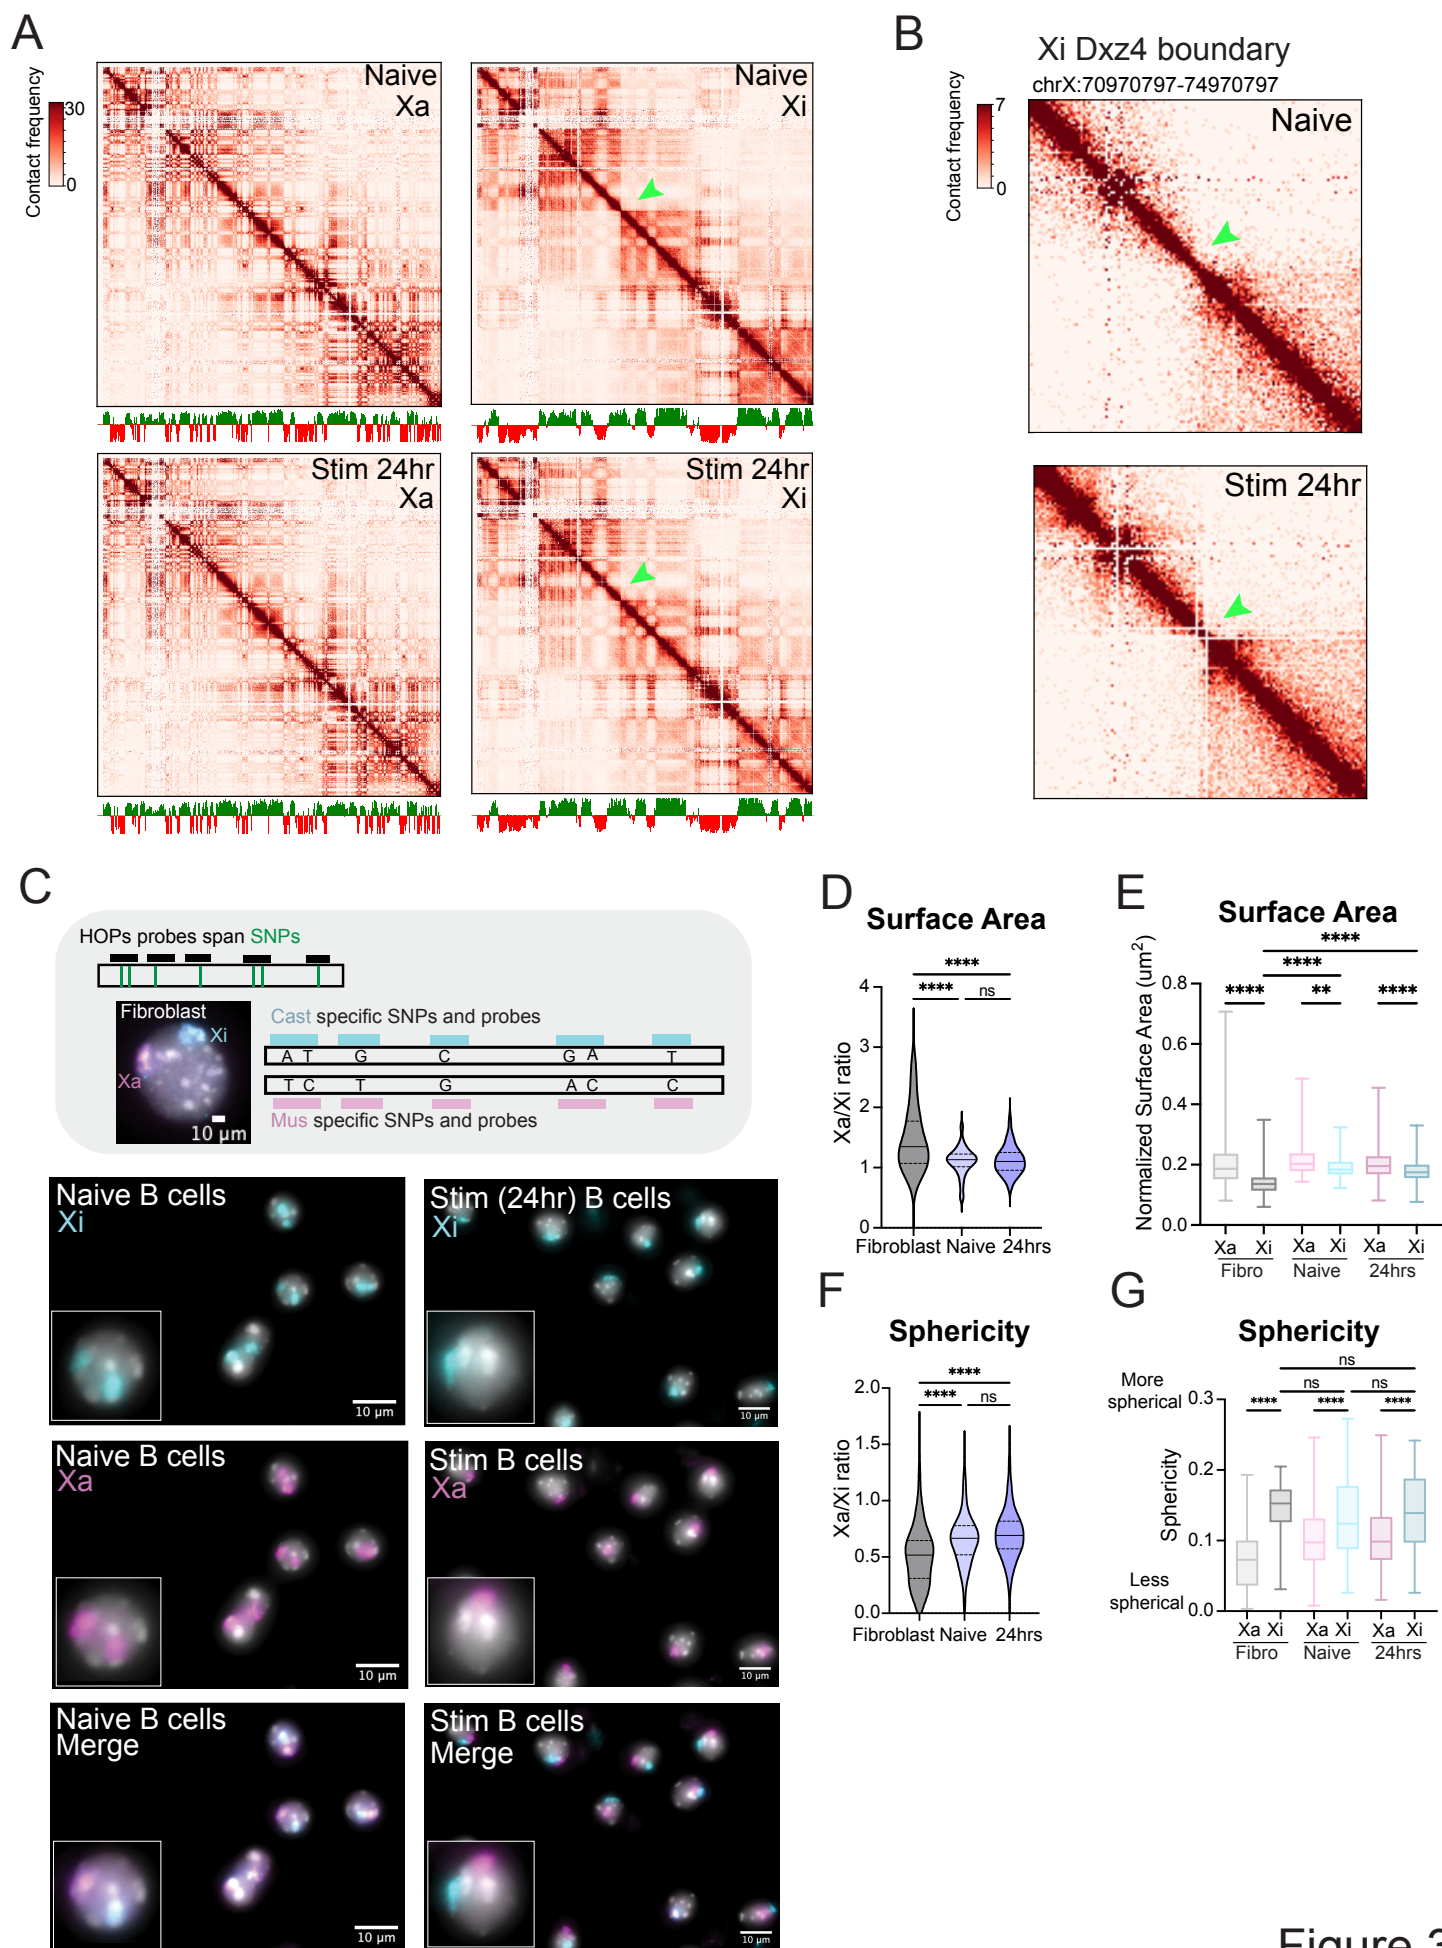 A
Contact frequency
30
0
Naive
Xa
Naive
Xi
Stim 24hr
Xa
Stim 24hr
Xi
B
Xi Dxz4 boundary
chrX:70970797-74970797
Contact frequency
7
0
Naive
Stim 24hr
C
HOPs probes span SNPs
Fibroblast
Xi
Xa
10 µm
Cast specific SNPs and probes
A T G C G A T
T C T G A C C
Mus specific SNPs and probes
Naive B cells
Xi
10 µm
Stim (24hr) B cells
Xi
10 µm
Naive B cells
Xa
10 µm
Stim B cells
Xa
10 µm
Naive B cells
Merge
10 µm
Stim B cells
Merge
10 µm
D
Surface Area
****
**** ns
Xa/Xi ratio
4
3
2
1
0
Fibroblast Naive 24hrs
E
Surface Area
****
****
**** ** ****
Normalized Surface Area (um²)
0.8
0.6
0.4
0.2
0.0
Xa Xi Xa Xi Xa Xi
Fibro Naive 24hrs
F
Sphericity
****
**** ns
Xa/Xi ratio
2.0
1.5
1.0
0.5
0.0
Fibroblast Naive 24hrs
G
Sphericity
ns
ns ns
**** **** ****
More
spherical
Sphericity
Less
spherical
0.3
0.2
0.1
0.0
Xa Xi Xa Xi Xa Xi
Fibro Naive 24hrs
Figure 3